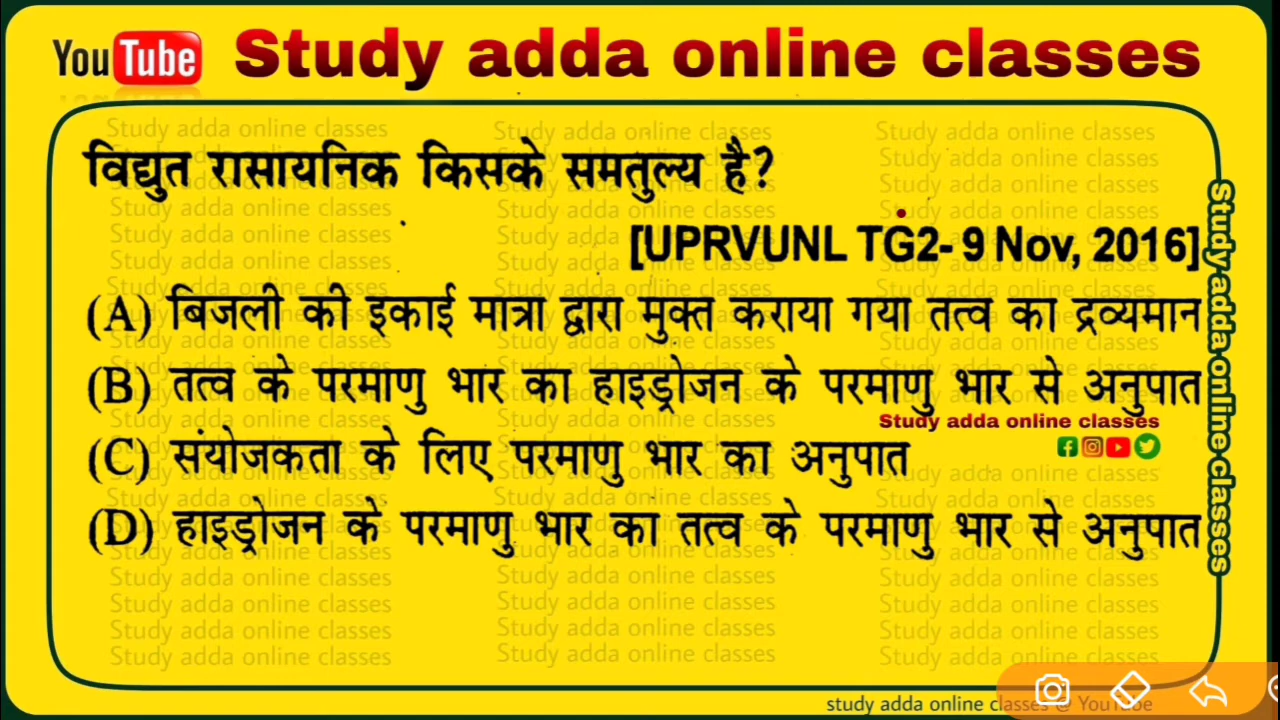 YouTube Study adda online classes
विद्युत रासायनिक किसके समतुल्य है?
[UPRVUNL TG2- 9 Nov, 2016]
(A) बिजली की इकाई मात्रा द्वारा मुक्त कराया गया तत्व का द्रव्यमान
(B) तत्व के परमाणु भार का हाइड्रोजन के परमाणु भार से अनुपात
Study adda online classes
(C) संयोजकता के लिए परमाणु भार का अनुपात
(D) हाइड्रोजन के परमाणु भार का तत्व के परमाणु भार से अनुपात
Study adda online classes
study adda online classes @ YouTube